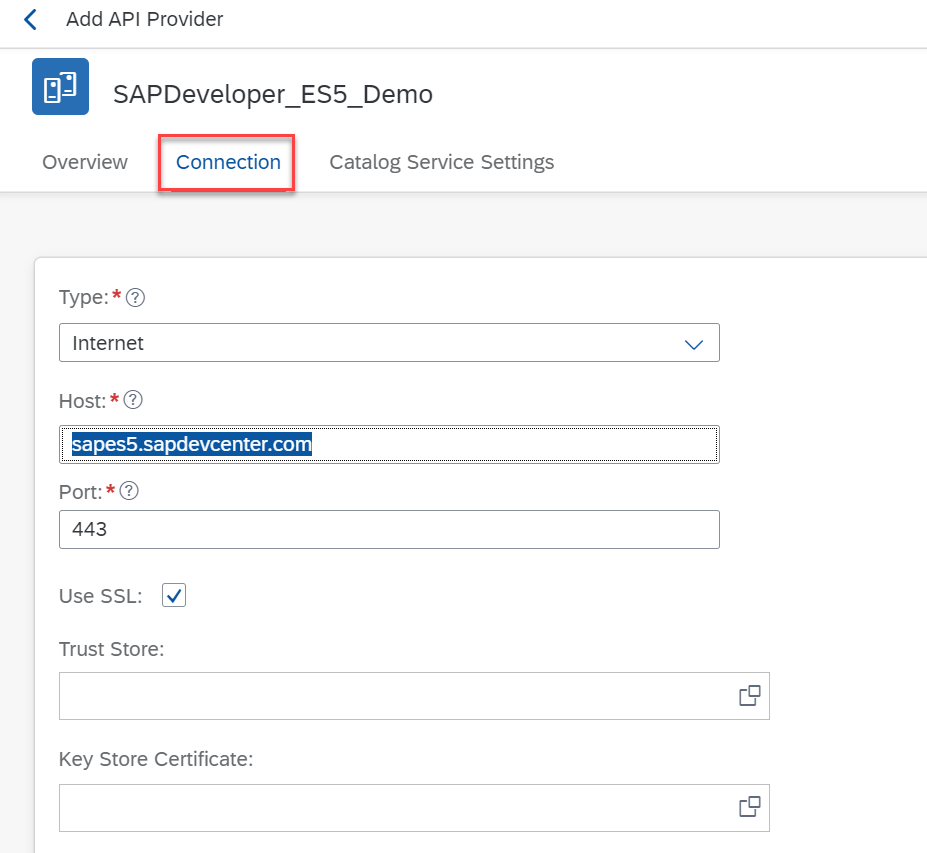 Add API Provider
SAPDeveloper_ES5_Demo
Overview Connection Catalog Service Settings
Type:* ?
Internet
Host:* ?
sapes5.sapdevcenter.com
Port:* ?
443
Use SSL:
Trust Store:
Key Store Certificate: